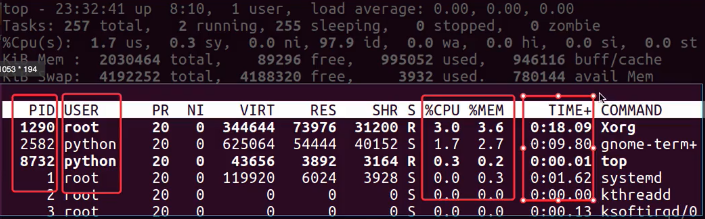 top - 23:32:41 up  8:10,  1 user,  load average: 0.00, 0.00, 0.00
Tasks: 257 total,   2 running, 255 sleeping,   0 stopped,   0 zombie
%Cpu(s):  1.7 us,  0.3 sy,  0.0 ni, 97.9 id,  0.0 wa,  0.0 hi,  0.0 si,  0.0 st
KiB Mem :  2030464 total,    89296 free,   995052 used,   946116 buff/cache
1053 * 194
KiB Swap:  4192252 total,  4188320 free,     3932 used.   780144 avail Mem
PID USER      PR  NI    VIRT    RES    SHR S %CPU %MEM     TIME+ COMMAND
1290 root      20   0  344644  73976  31200 R  3.0  3.6   0:18.09 Xorg
2582 python    20   0  625064  54444  40152 S  1.7  2.7   0:09.80 gnome-term+
8732 python    20   0   43656   3892   3164 R  0.3  0.2   0:00.01 top
1 root      20   0  119920   6024   3928 S  0.0  0.3   0:01.62 systemd
2 root      20   0       0      0      0 S  0.0  0.0   0:00.00 kthreadd
3 root      20   0       0      0      0 S  0.0  0.0   0:00.13 ksoftirqd/0